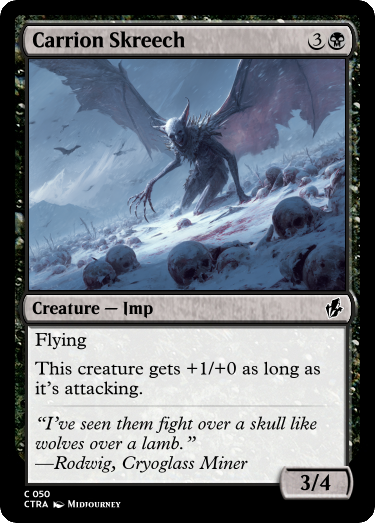 Carrion Skreech 3
Creature — Imp
Flying
This creature gets +1/+0 as long as
it's attacking.
"I've seen them fight over a skull like
wolves over a lamb."
—Rodwig, Cryoglass Miner
3/4
C 050
CTRA Midjourney